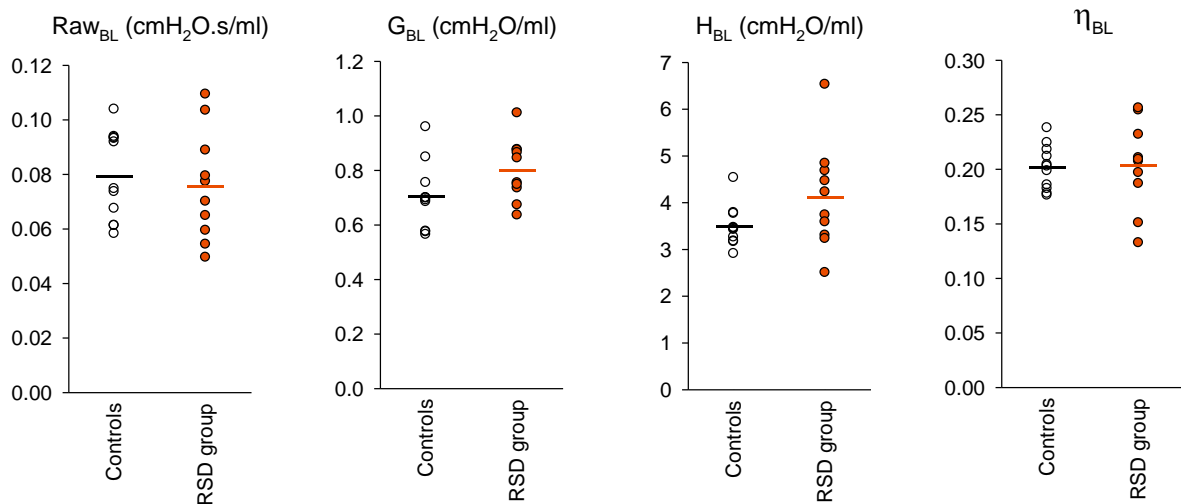 Raw_BL (cmH₂O.s/ml)
0.12
0.10
0.08
0.06
0.04
0.02
0.00
Controls
RSD group
G_BL (cmH₂O/ml)
1.2
1.0
0.8
0.6
0.4
0.2
0.0
Controls
RSD group
H_BL (cmH₂O/ml)
7
6
5
4
3
2
1
0
Controls
RSD group
η_BL
0.30
0.25
0.20
0.15
0.10
0.05
0.00
Controls
RSD group